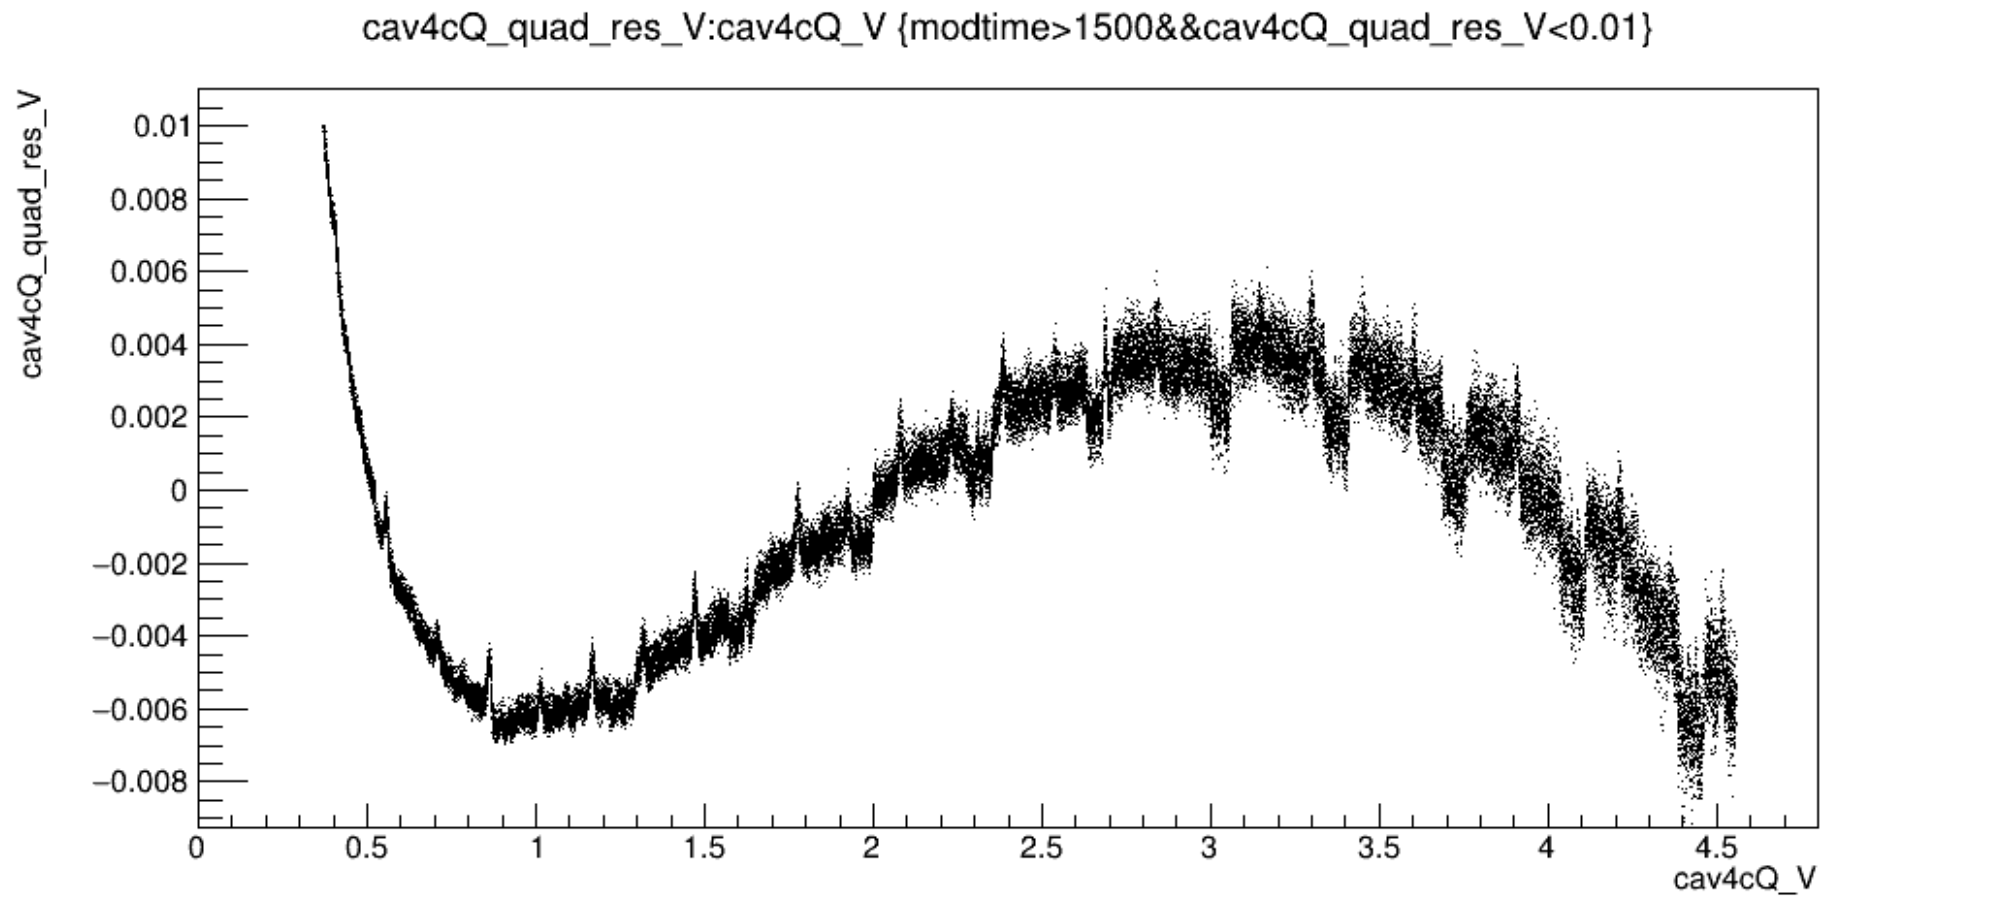 cav4cQ_quad_res_V:cav4cQ_V {modtime>1500&&cav4cQ_quad_res_V<0.01}
cav4cQ_quad_res_V
0.01
0.008
0.006
0.004
0.002
0
−0.002
−0.004
−0.006
−0.008
0 0.5 1 1.5 2 2.5 3 3.5 4 4.5
cav4cQ_V